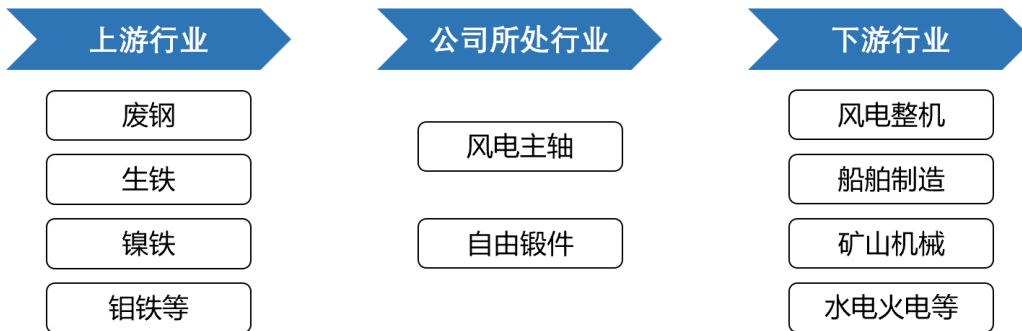 上游行业
废钢
生铁
镍铁
钼铁等
公司所处行业
风电主轴
自由锻件
下游行业
风电整机
船舶制造
矿山机械
水电火电等